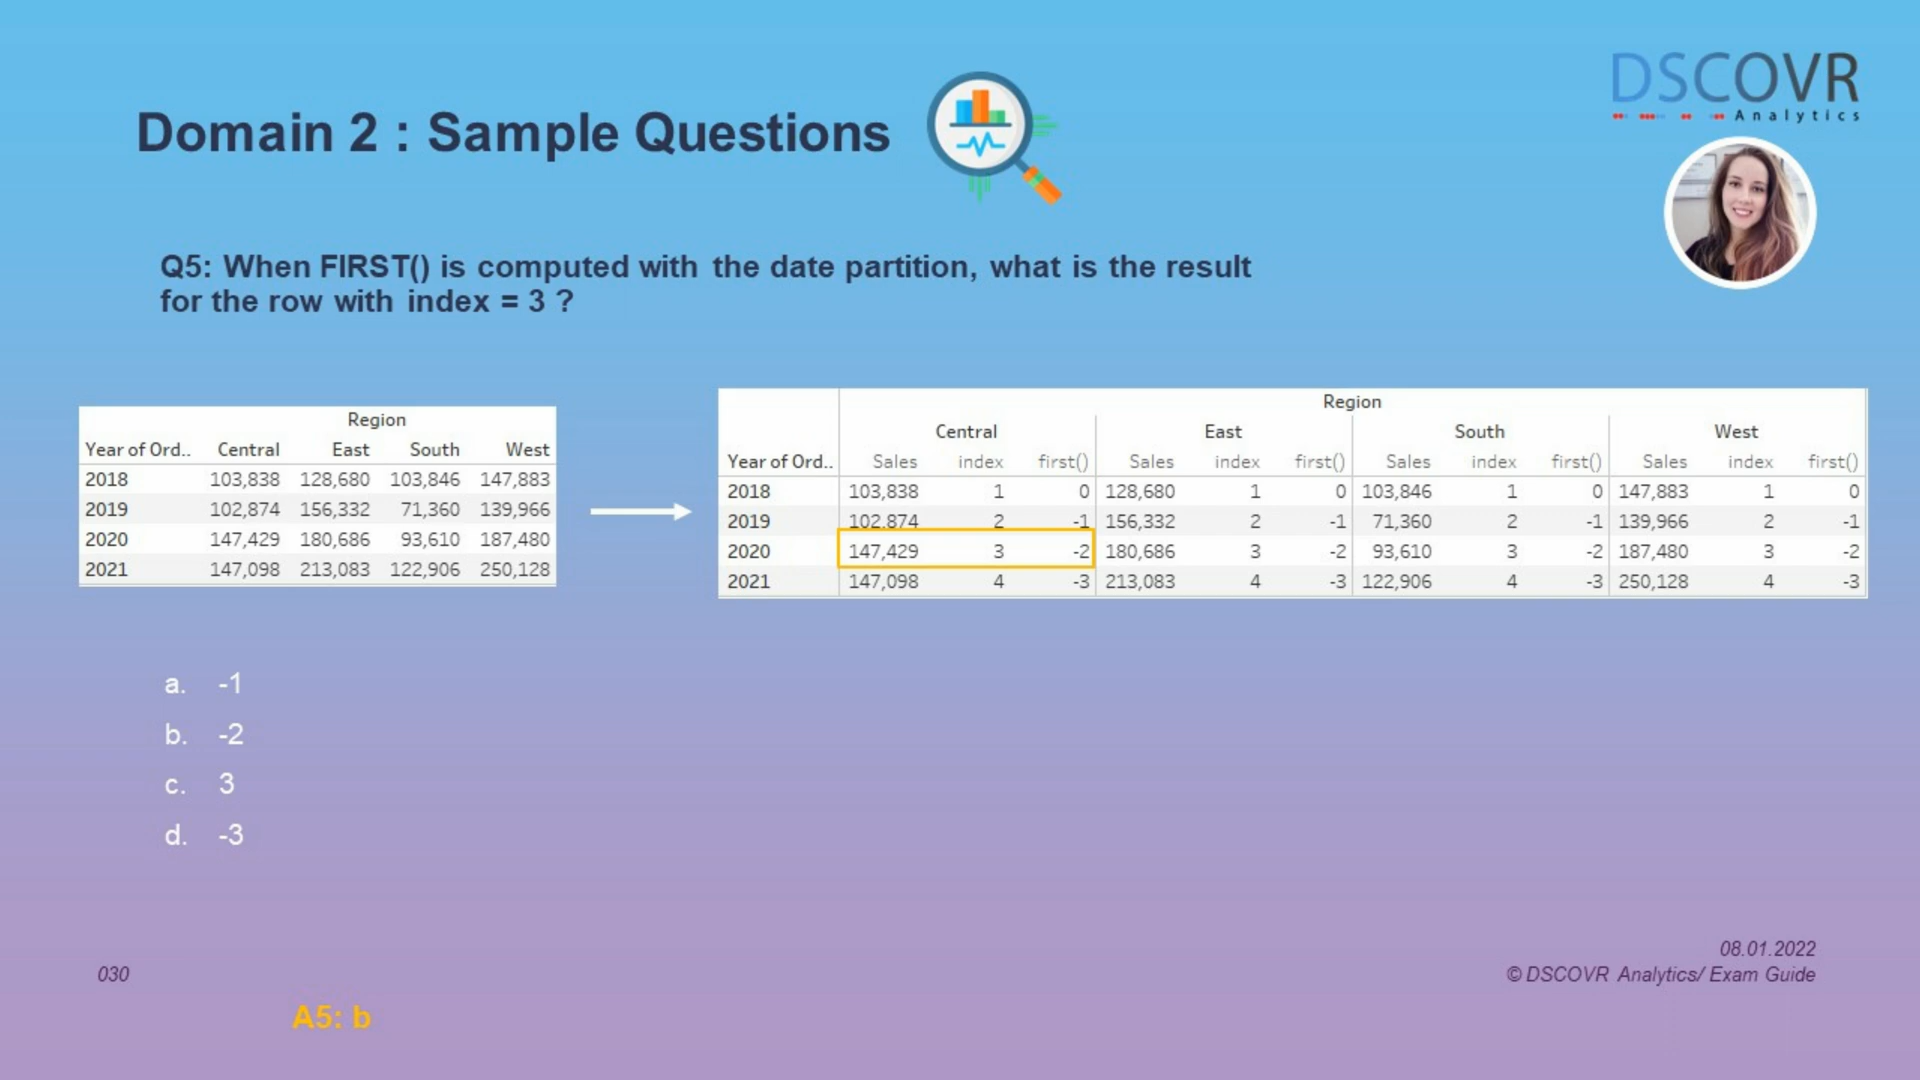 DSCOVR
Analytics
Domain 2 : Sample Questions
Q5: When FIRST() is computed with the date partition, what is the result
for the row with index = 3 ?
Region
Year of Ord.. Central East South West
2018 103,838 128,680 103,846 147,883
2019 102,874 156,332 71,360 139,966
2020 147,429 180,686 93,610 187,480
2021 147,098 213,083 122,906 250,128
Region
Central East South West
Year of Ord.. Sales index first() Sales index first() Sales index first() Sales index first()
2018 103,838 1 0 128,680 1 0 103,846 1 0 147,883 1 0
2019 102,874 2 -1 156,332 2 -1 71,360 2 -1 139,966 2 -1
2020 147,429 3 -2 180,686 3 -2 93,610 3 -2 187,480 3 -2
2021 147,098 4 -3 213,083 4 -3 122,906 4 -3 250,128 4 -3
a. -1
b. -2
c. 3
d. -3
08.01.2022
030
© DSCOVR Analytics/ Exam Guide
A5: b